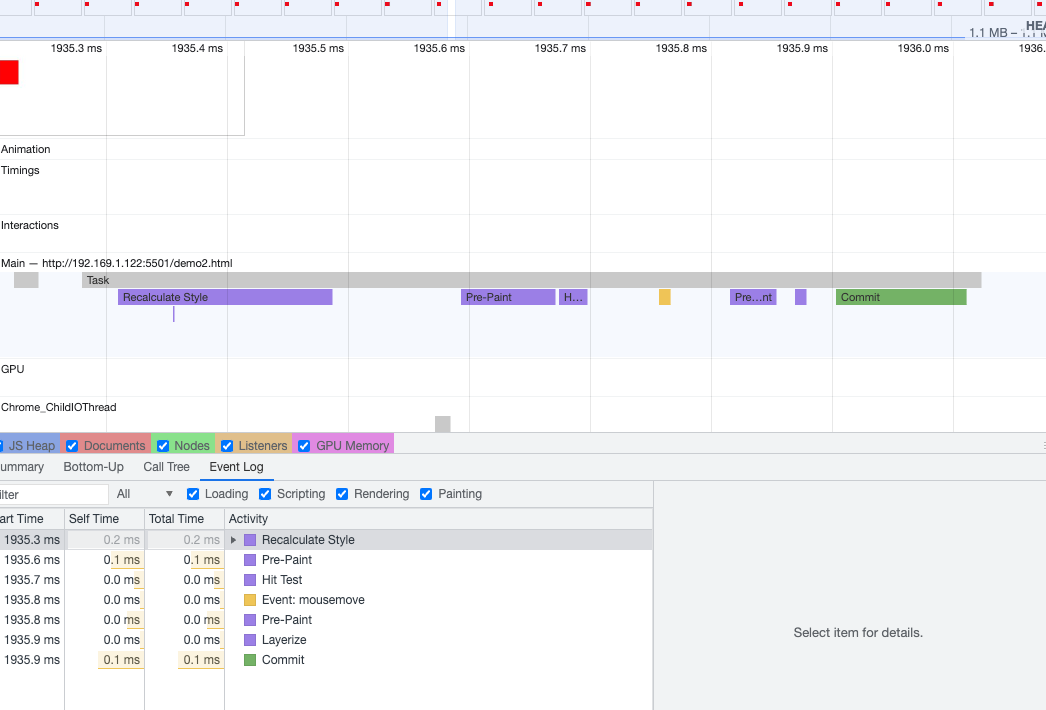 HEA
1.1 MB –
1935.3 ms 1935.4 ms 1935.5 ms 1935.6 ms 1935.7 ms 1935.8 ms 1935.9 ms 1936.0 ms 1936.
Animation
Timings
Interactions
Main — http://192.169.1.122:5501/demo2.html
Task
Recalculate Style Pre-Paint H... Pre...nt Commit
GPU
Chrome_ChildIOThread
JS Heap Documents Nodes Listeners GPU Memory
ummary Bottom-Up Call Tree Event Log
ilter All ▼ Loading Scripting Rendering Painting
art Time Self Time Total Time Activity
1935.3 ms 0.2 ms 0.2 ms Recalculate Style
1935.6 ms 0.1 ms 0.1 ms Pre-Paint
1935.7 ms 0.0 ms 0.0 ms Hit Test
1935.8 ms 0.0 ms 0.0 ms Event: mousemove
1935.8 ms 0.0 ms 0.0 ms Pre-Paint
1935.9 ms 0.0 ms 0.0 ms Layerize
1935.9 ms 0.1 ms 0.1 ms Commit
Select item for details.